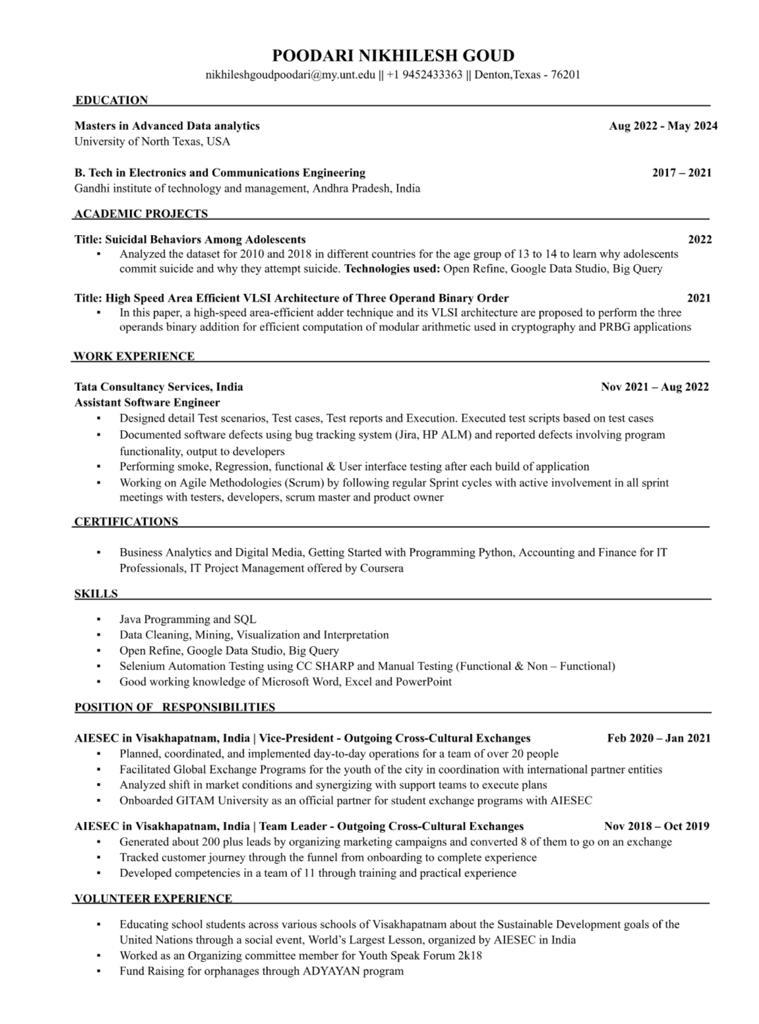 POODARI NIKHILESH GOUD
nikhileshgoudpoodari@my.unt.edu || +1 9452433363 || Denton,Texas - 76201
EDUCATION
Masters in Advanced Data analytics Aug 2022 - May 2024
University of North Texas, USA
B. Tech in Electronics and Communications Engineering 2017 – 2021
Gandhi institute of technology and management, Andhra Pradesh, India
ACADEMIC PROJECTS
Title: Suicidal Behaviors Among Adolescents 2022
▪ Analyzed the dataset for 2010 and 2018 in different countries for the age group of 13 to 14 to learn why adolescents
commit suicide and why they attempt suicide. Technologies used: Open Refine, Google Data Studio, Big Query
Title: High Speed Area Efficient VLSI Architecture of Three Operand Binary Order 2021
▪ In this paper, a high-speed area-efficient adder technique and its VLSI architecture are proposed to perform the three
operands binary addition for efficient computation of modular arithmetic used in cryptography and PRBG applications
WORK EXPERIENCE
Tata Consultancy Services, India Nov 2021 – Aug 2022
Assistant Software Engineer
▪ Designed detail Test scenarios, Test cases, Test reports and Execution. Executed test scripts based on test cases
▪ Documented software defects using bug tracking system (Jira, HP ALM) and reported defects involving program
functionality, output to developers
▪ Performing smoke, Regression, functional & User interface testing after each build of application
▪ Working on Agile Methodologies (Scrum) by following regular Sprint cycles with active involvement in all sprint
meetings with testers, developers, scrum master and product owner
CERTIFICATIONS
▪ Business Analytics and Digital Media, Getting Started with Programming Python, Accounting and Finance for IT
Professionals, IT Project Management offered by Coursera
SKILLS
▪ Java Programming and SQL
▪ Data Cleaning, Mining, Visualization and Interpretation
▪ Open Refine, Google Data Studio, Big Query
▪ Selenium Automation Testing using CC SHARP and Manual Testing (Functional & Non – Functional)
▪ Good working knowledge of Microsoft Word, Excel and PowerPoint
POSITION OF RESPONSIBILITIES
AIESEC in Visakhapatnam, India | Vice-President - Outgoing Cross-Cultural Exchanges Feb 2020 – Jan 2021
▪ Planned, coordinated, and implemented day-to-day operations for a team of over 20 people
▪ Facilitated Global Exchange Programs for the youth of the city in coordination with international partner entities
▪ Analyzed shift in market conditions and synergizing with support teams to execute plans
▪ Onboarded GITAM University as an official partner for student exchange programs with AIESEC
AIESEC in Visakhapatnam, India | Team Leader - Outgoing Cross-Cultural Exchanges Nov 2018 – Oct 2019
▪ Generated about 200 plus leads by organizing marketing campaigns and converted 8 of them to go on an exchange
▪ Tracked customer journey through the funnel from onboarding to complete experience
▪ Developed competencies in a team of 11 through training and practical experience
VOLUNTEER EXPERIENCE
▪ Educating school students across various schools of Visakhapatnam about the Sustainable Development goals of the
United Nations through a social event, World's Largest Lesson, organized by AIESEC in India
▪ Worked as an Organizing committee member for Youth Speak Forum 2k18
▪ Fund Raising for orphanages through ADYAYAN program